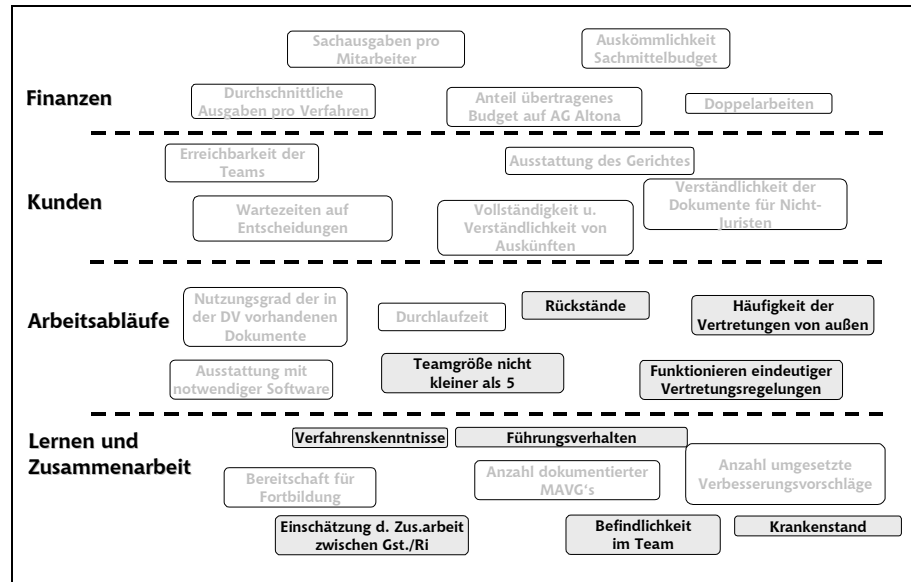 Sachausgaben pro
Mitarbeiter
Auskömmlichkeit
Sachmittelbudget
Finanzen
Durchschnittliche
Ausgaben pro Verfahren
Anteil übertragenes
Budget auf AG Altona
Doppelarbeiten
Erreichbarkeit der
Teams
Ausstattung des Gerichtes
Kunden
Wartezeiten auf
Entscheidungen
Vollständigkeit u.
Verständlichkeit von
Auskünften
Verständlichkeit der
Dokumente für Nicht-
Juristen
Arbeitsabläufe
Nutzungsgrad der in
der DV vorhandenen
Dokumente
Durchlaufzeit
Rückstände
Häufigkeit der
Vertretungen von außen
Ausstattung mit
notwendiger Software
Teamgröße nicht
kleiner als 5
Funktionieren eindeutiger
Vertretungsregelungen
Lernen und
Zusammenarbeit
Verfahrenskenntnisse
Führungsverhalten
Bereitschaft für
Fortbildung
Anzahl dokumentierter
MAVG‘s
Anzahl umgesetzte
Verbesserungsvorschläge
Einschätzung d. Zus.arbeit
zwischen Gst./Ri
Befindlichkeit
im Team
Krankenstand